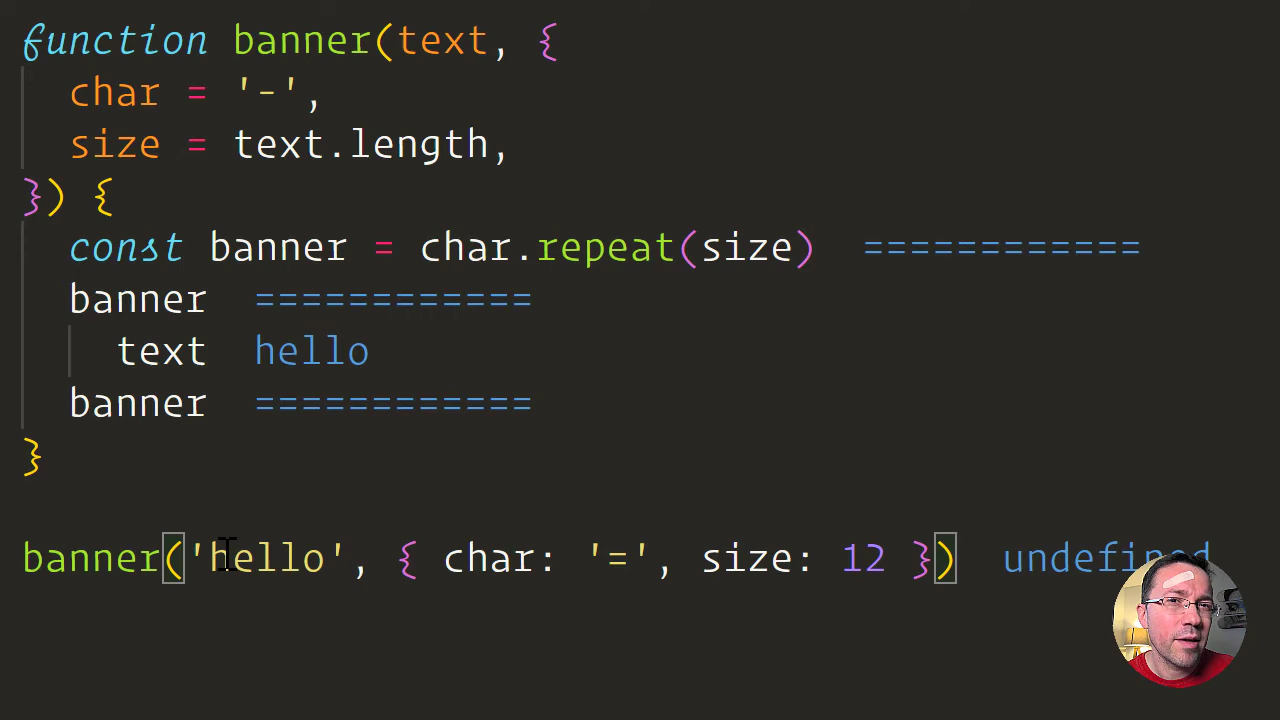 function banner(text, {
char = '-',
size = text.length,
}) {
const banner = char.repeat(size) ============
banner ============
text hello
banner ============
}
banner('hello', { char: '=', size: 12 }) undefined